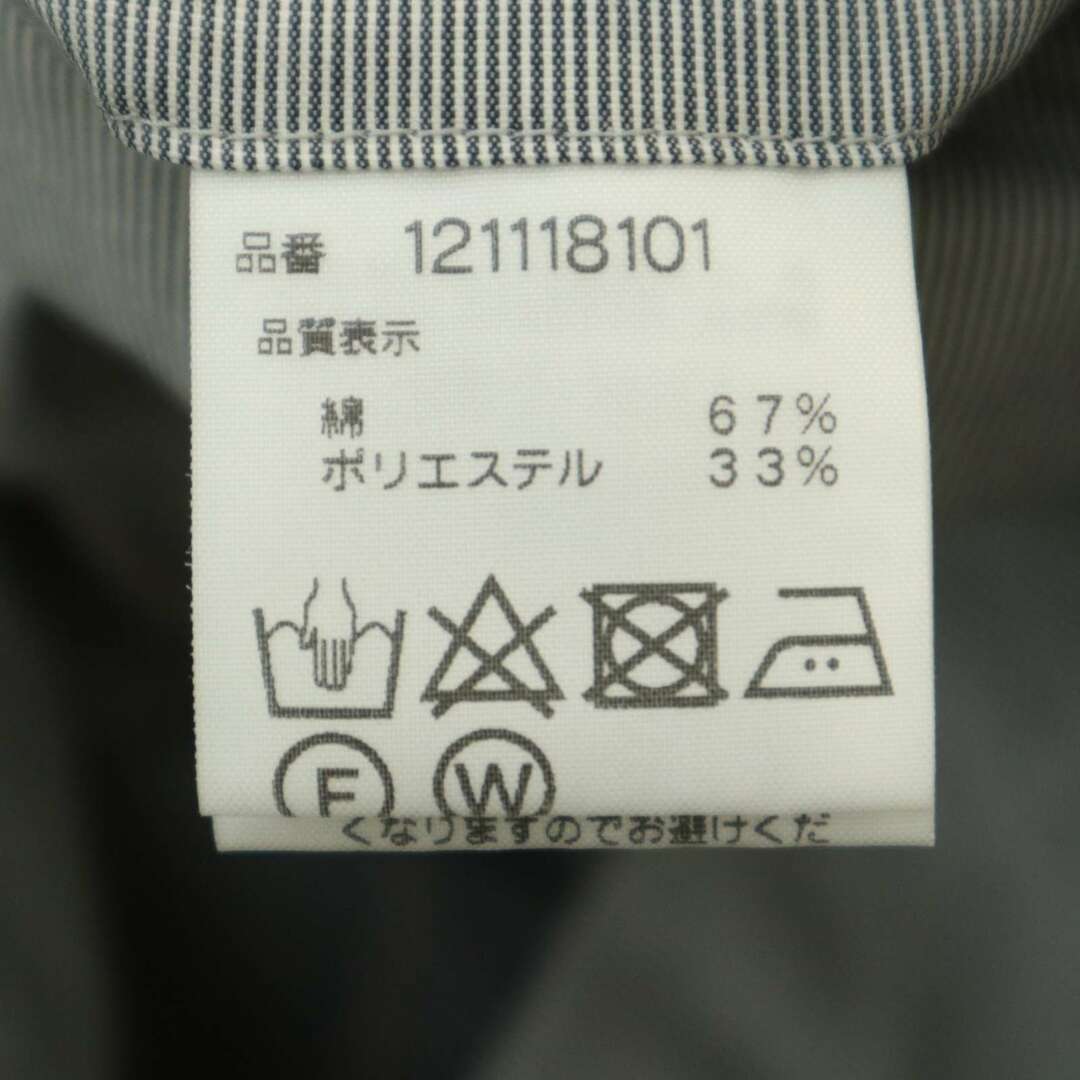 品番 121118101
品質表示
綿 67%
ポリエステル 33%
F W
くなりますのでお避けくだ